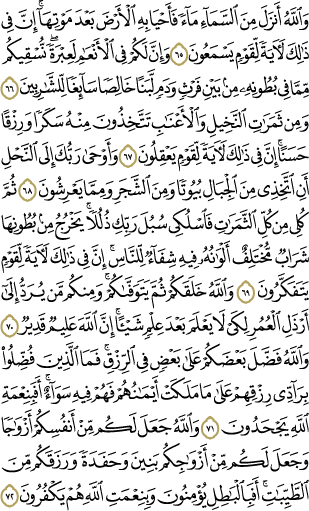 وَٱللَّهُ أَنزَلَ مِنَ ٱلسَّمَآءِ مَآءً فَأَحْيَا بِهِ ٱلْأَرْضَ بَعْدَ مَوْتِهَآ ۚ إِنَّ فِى
ذَٰلِكَ لَـَٔايَةً لِّقَوْمٍ يَسْمَعُونَ ٦٥ وَإِنَّ لَكُمْ فِى ٱلْأَنْعَـٰمِ لَعِبْرَةً ۖ نُّسْقِيكُم
مِّمَّا فِى بُطُونِهِۦ مِنۢ بَيْنِ فَرْثٍ وَدَمٍ لَّبَنًا خَالِصًا سَآئِغًا لِّلشَّـٰرِبِينَ ٦٦
وَمِن ثَمَرَٰتِ ٱلنَّخِيلِ وَٱلْأَعْنَـٰبِ تَتَّخِذُونَ مِنْهُ سَكَرًا وَرِزْقًا
حَسَنًا ۗ إِنَّ فِى ذَٰلِكَ لَـَٔايَةً لِّقَوْمٍ يَعْقِلُونَ ٦٧ وَأَوْحَىٰ رَبُّكَ إِلَى ٱلنَّحْلِ
أَنِ ٱتَّخِذِى مِنَ ٱلْجِبَالِ بُيُوتًا وَمِنَ ٱلشَّجَرِ وَمِمَّا يَعْرِشُونَ ٦٨ ثُمَّ
كُلِى مِن كُلِّ ٱلثَّمَرَٰتِ فَٱسْلُكِى سُبُلَ رَبِّكِ ذُلُلًا ۚ يَخْرُجُ مِنۢ بُطُونِهَا
شَرَابٌ مُّخْتَلِفٌ أَلْوَٰنُهُۥ فِيهِ شِفَآءٌ لِّلنَّاسِ ۗ إِنَّ فِى ذَٰلِكَ لَـَٔايَةً لِّقَوْمٍ
يَتَفَكَّرُونَ ٦٩ وَٱللَّهُ خَلَقَكُمْ ثُمَّ يَتَوَفَّىٰكُمْ ۚ وَمِنكُم مَّن يُرَدُّ إِلَىٰٓ
أَرْذَلِ ٱلْعُمُرِ لِكَىْ لَا يَعْلَمَ بَعْدَ عِلْمٍ شَيْـًٔا ۚ إِنَّ ٱللَّهَ عَلِيمٌ قَدِيرٌ ٧٠
وَٱللَّهُ فَضَّلَ بَعْضَكُمْ عَلَىٰ بَعْضٍ فِى ٱلرِّزْقِ ۚ فَمَا ٱلَّذِينَ فُضِّلُوا۟
بِرَآدِّى رِزْقِهِمْ عَلَىٰ مَا مَلَكَتْ أَيْمَـٰنُهُمْ فَهُمْ فِيهِ سَوَآءٌ ۚ أَفَبِنِعْمَةِ
ٱللَّهِ يَجْحَدُونَ ٧١ وَٱللَّهُ جَعَلَ لَكُم مِّنْ أَنفُسِكُمْ أَزْوَٰجًا
وَجَعَلَ لَكُم مِّنْ أَزْوَٰجِكُم بَنِينَ وَحَفَدَةً وَرَزَقَكُم مِّنَ
ٱلطَّيِّبَـٰتِ ۚ أَفَبِٱلْبَـٰطِلِ يُؤْمِنُونَ وَبِنِعْمَتِ ٱللَّهِ هُمْ يَكْفُرُونَ ٧٢